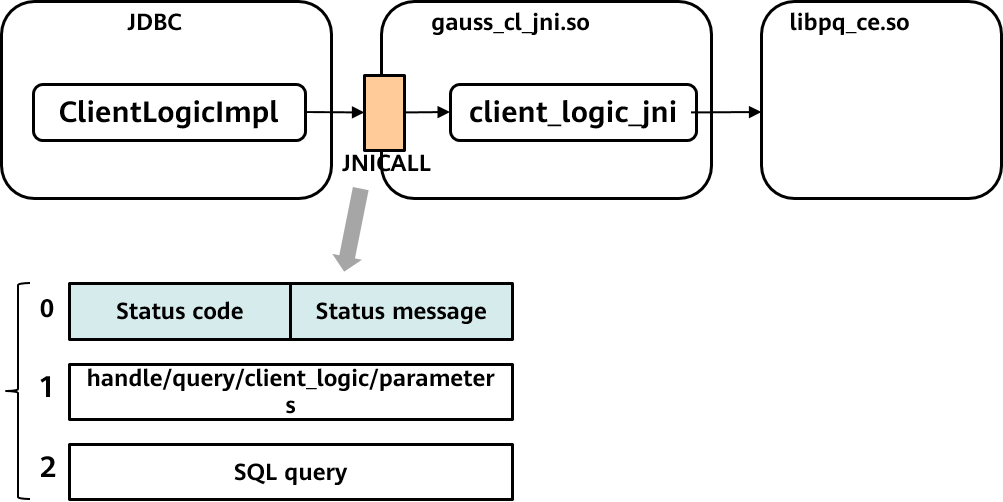 JDBC
gauss_cl_jni.so
libpq_ce.so
ClientLogicImpl
client_logic_jni
JNICALL
0
Status code
Status message
1
handle/query/client_logic/parameter
s
2
SQL query